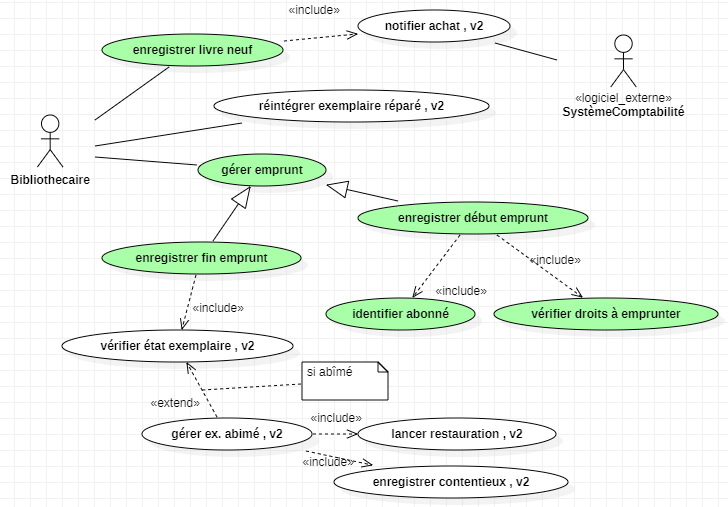 «include»
notifier achat , v2
enregistrer livre neuf
«logiciel_externe»
SystèmeComptabilité
réintégrer exemplaire réparé , v2
Bibliothecaire
gérer emprunt
enregistrer début emprunt
enregistrer fin emprunt
«include»
«include»
«include»
identifier abonné
vérifier droits à emprunter
vérifier état exemplaire , v2
si abîmé
«extend»
«include»
gérer ex. abimé , v2
lancer restauration , v2
«include»
enregistrer contentieux , v2